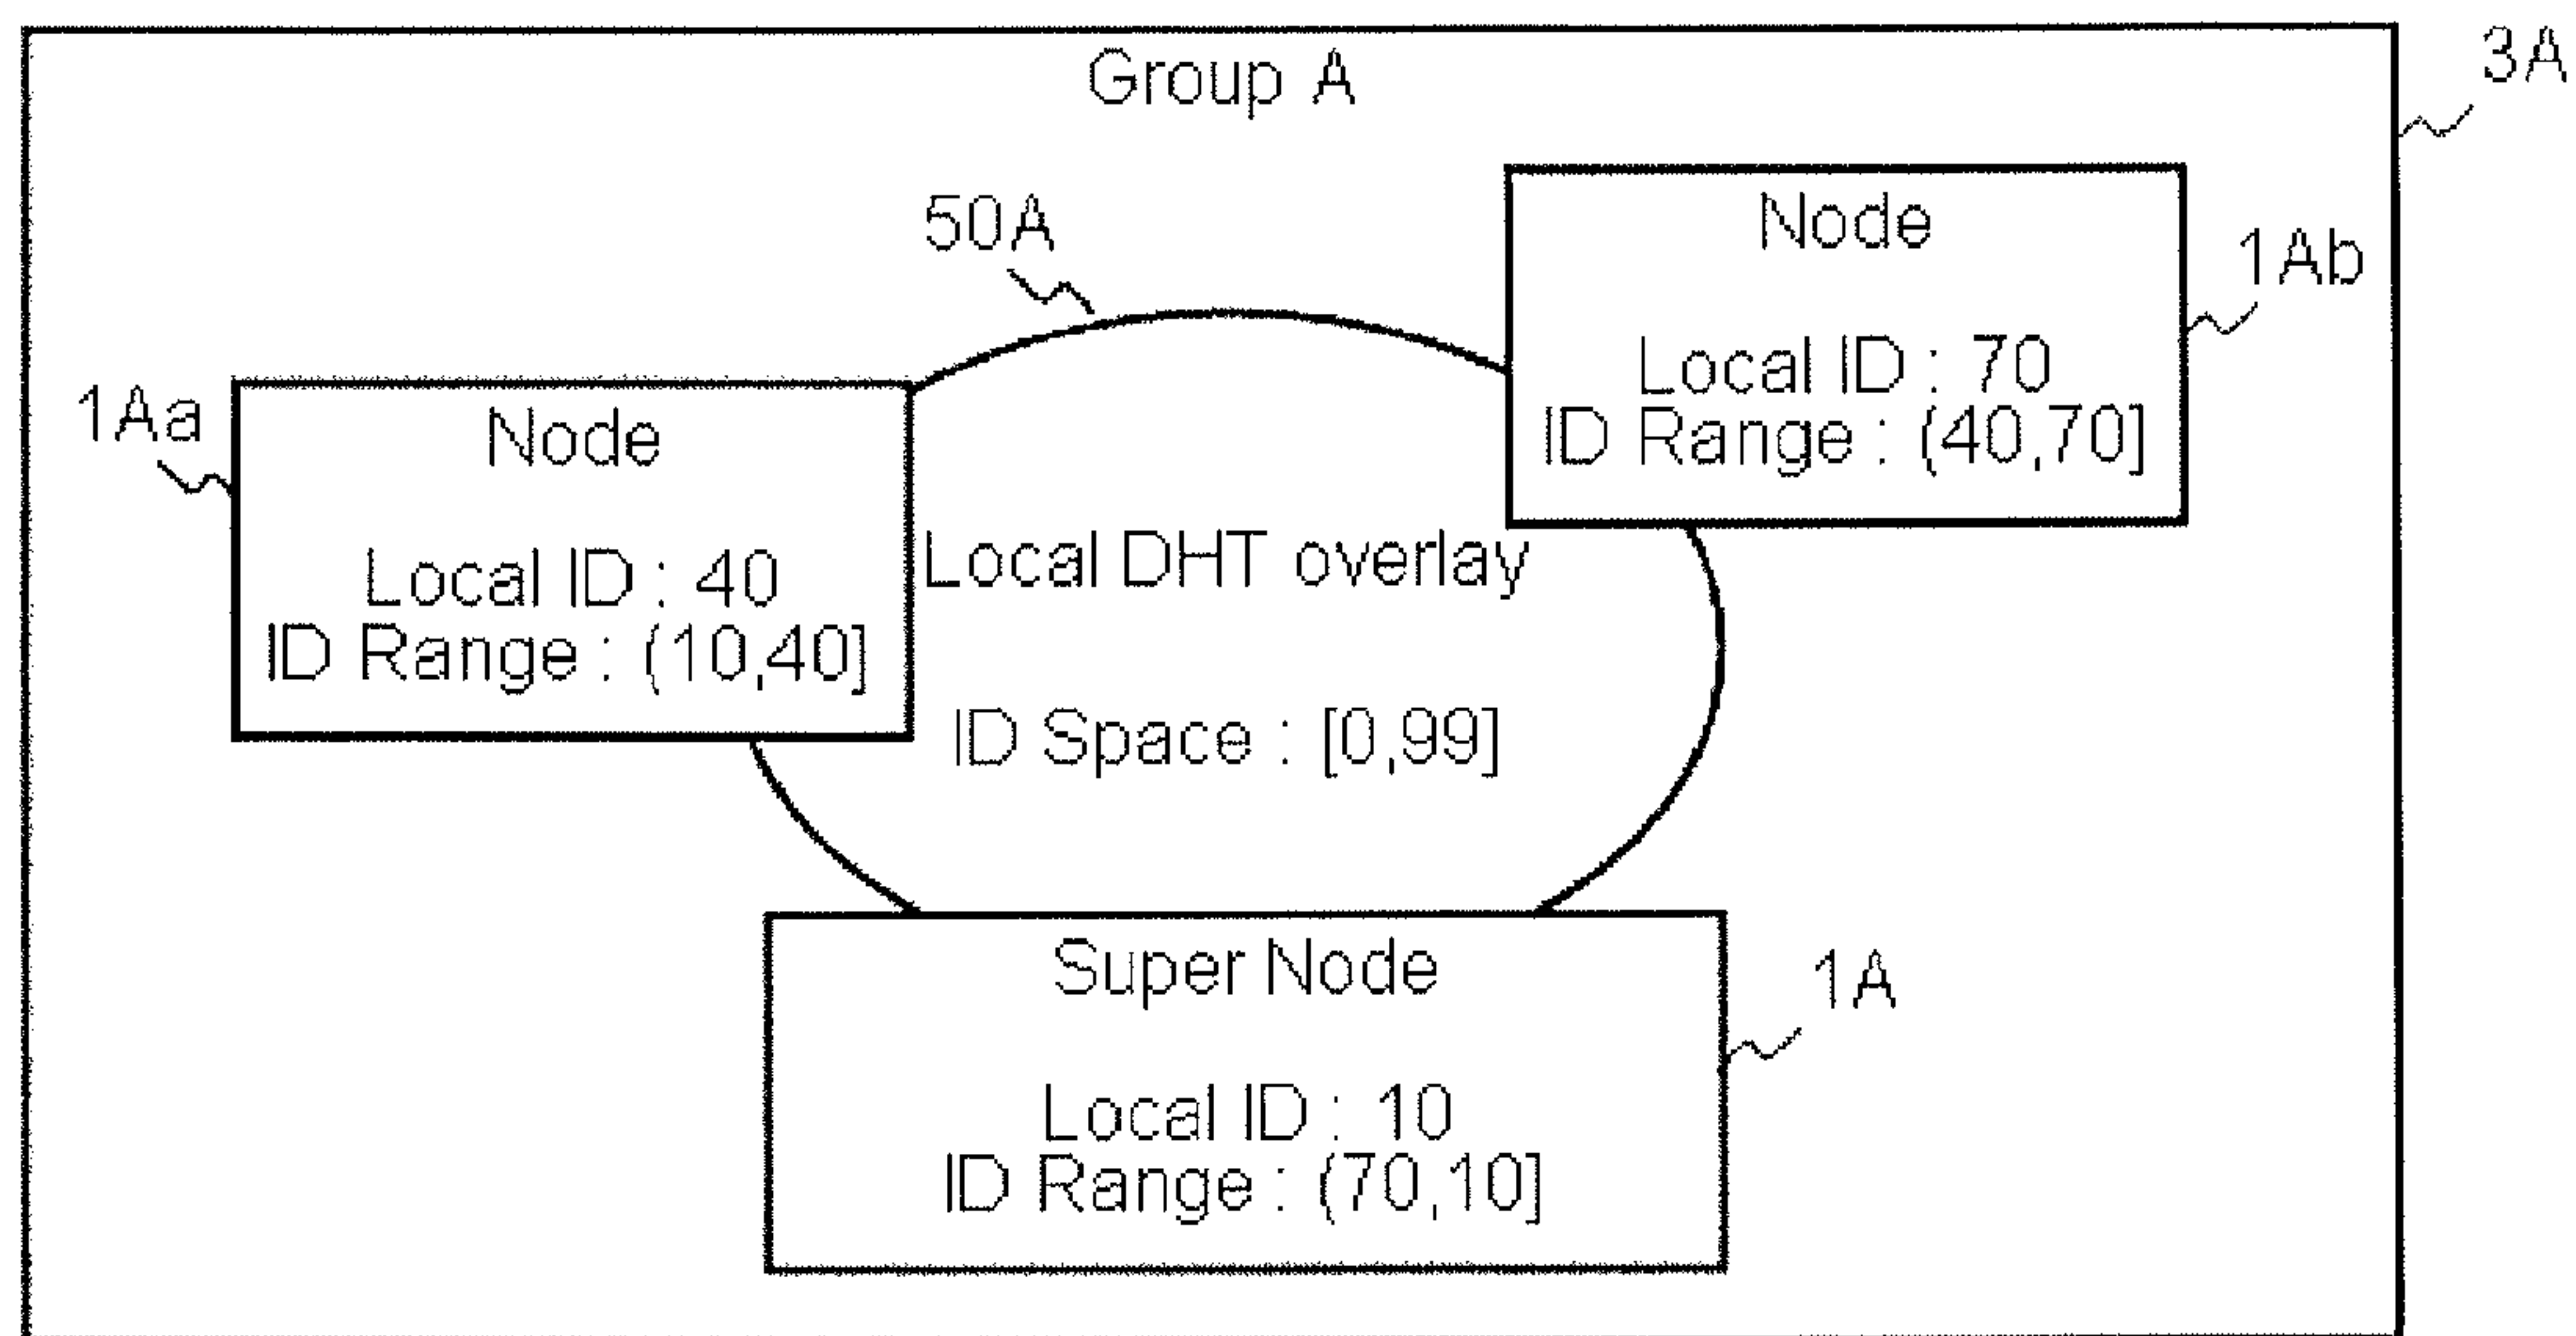 Group A
3A
50A
Node
Local ID : 70
ID Range : (40,70]
1Ab
1Aa
Node
Local ID : 40
ID Range : (10,40]
Local DHT overlay
ID Space : [0,99]
Super Node
Local ID : 10
ID Range : (70,10]
1A